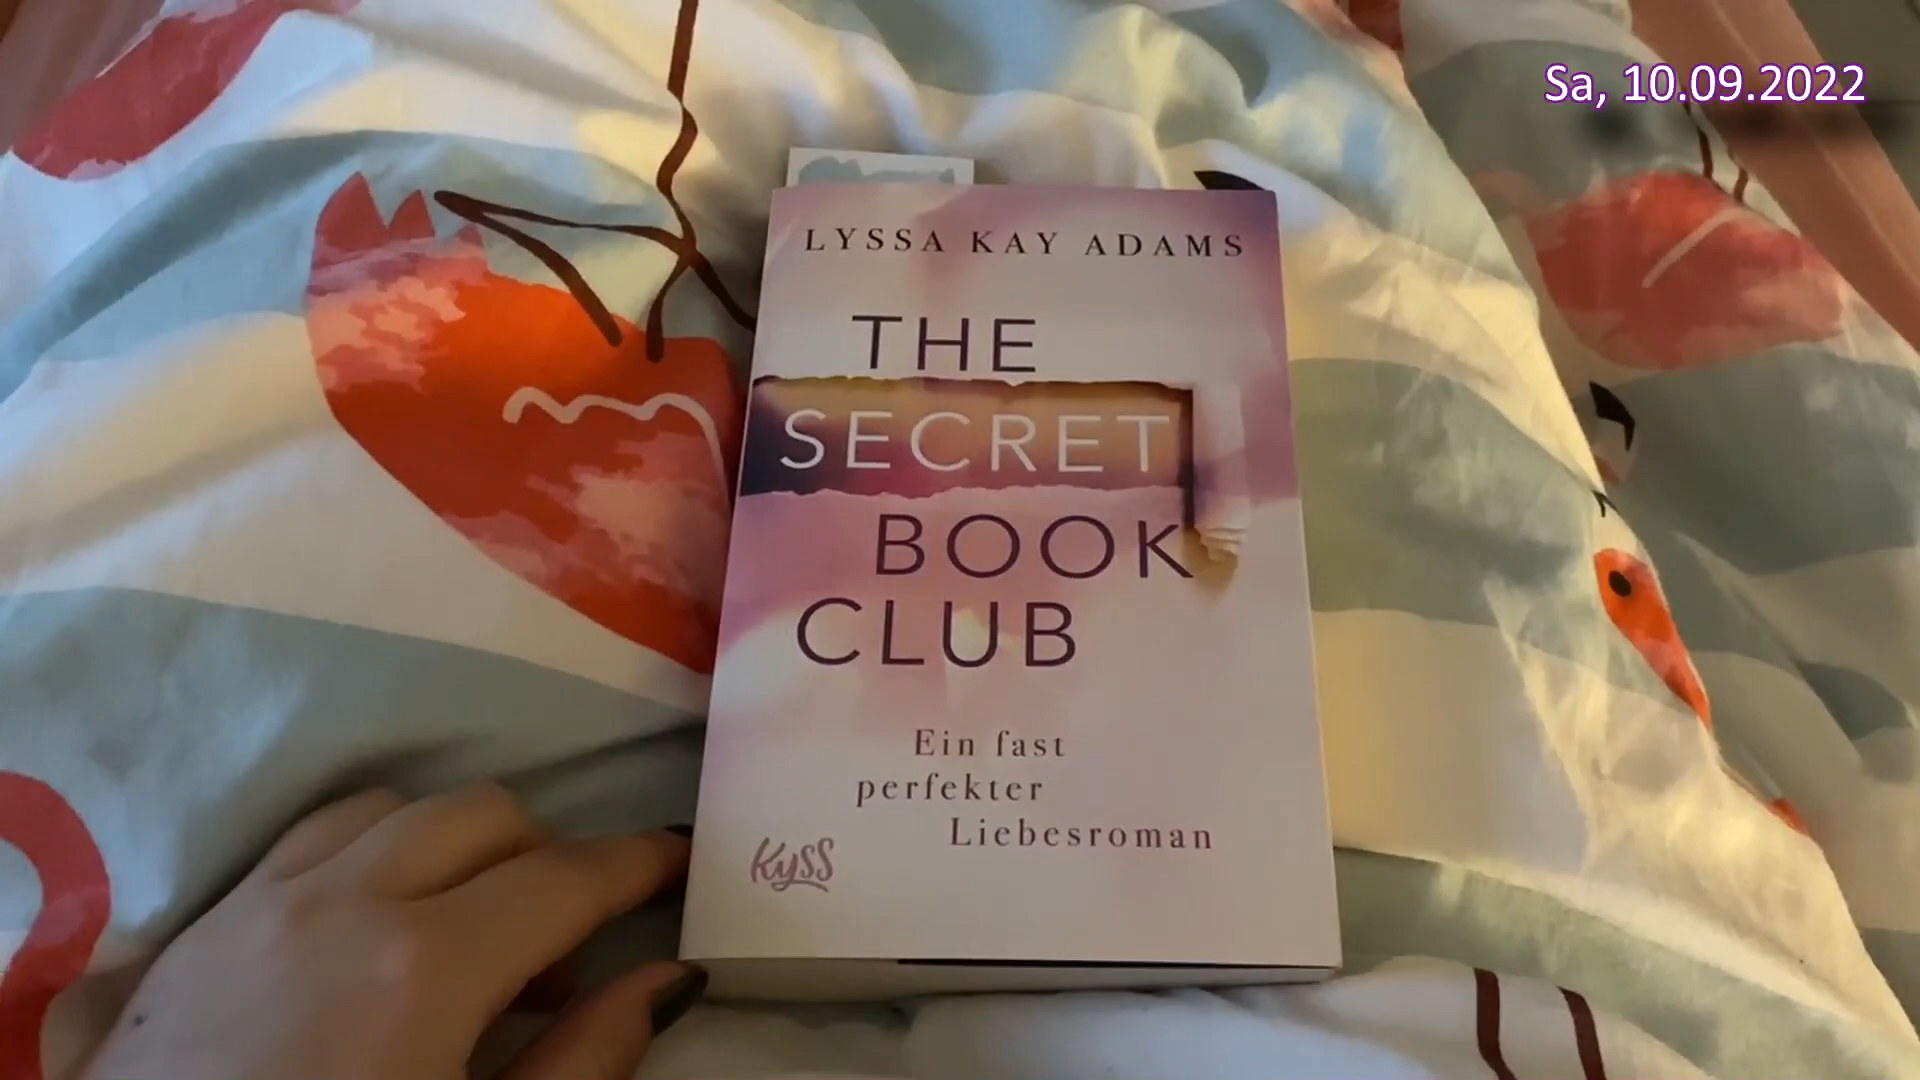 Sa, 10.09.2022
LYSSA KAY ADAMS
THE
SECRET
BOOK
CLUB
Ein fast
perfekter
Liebesroman
Kyss